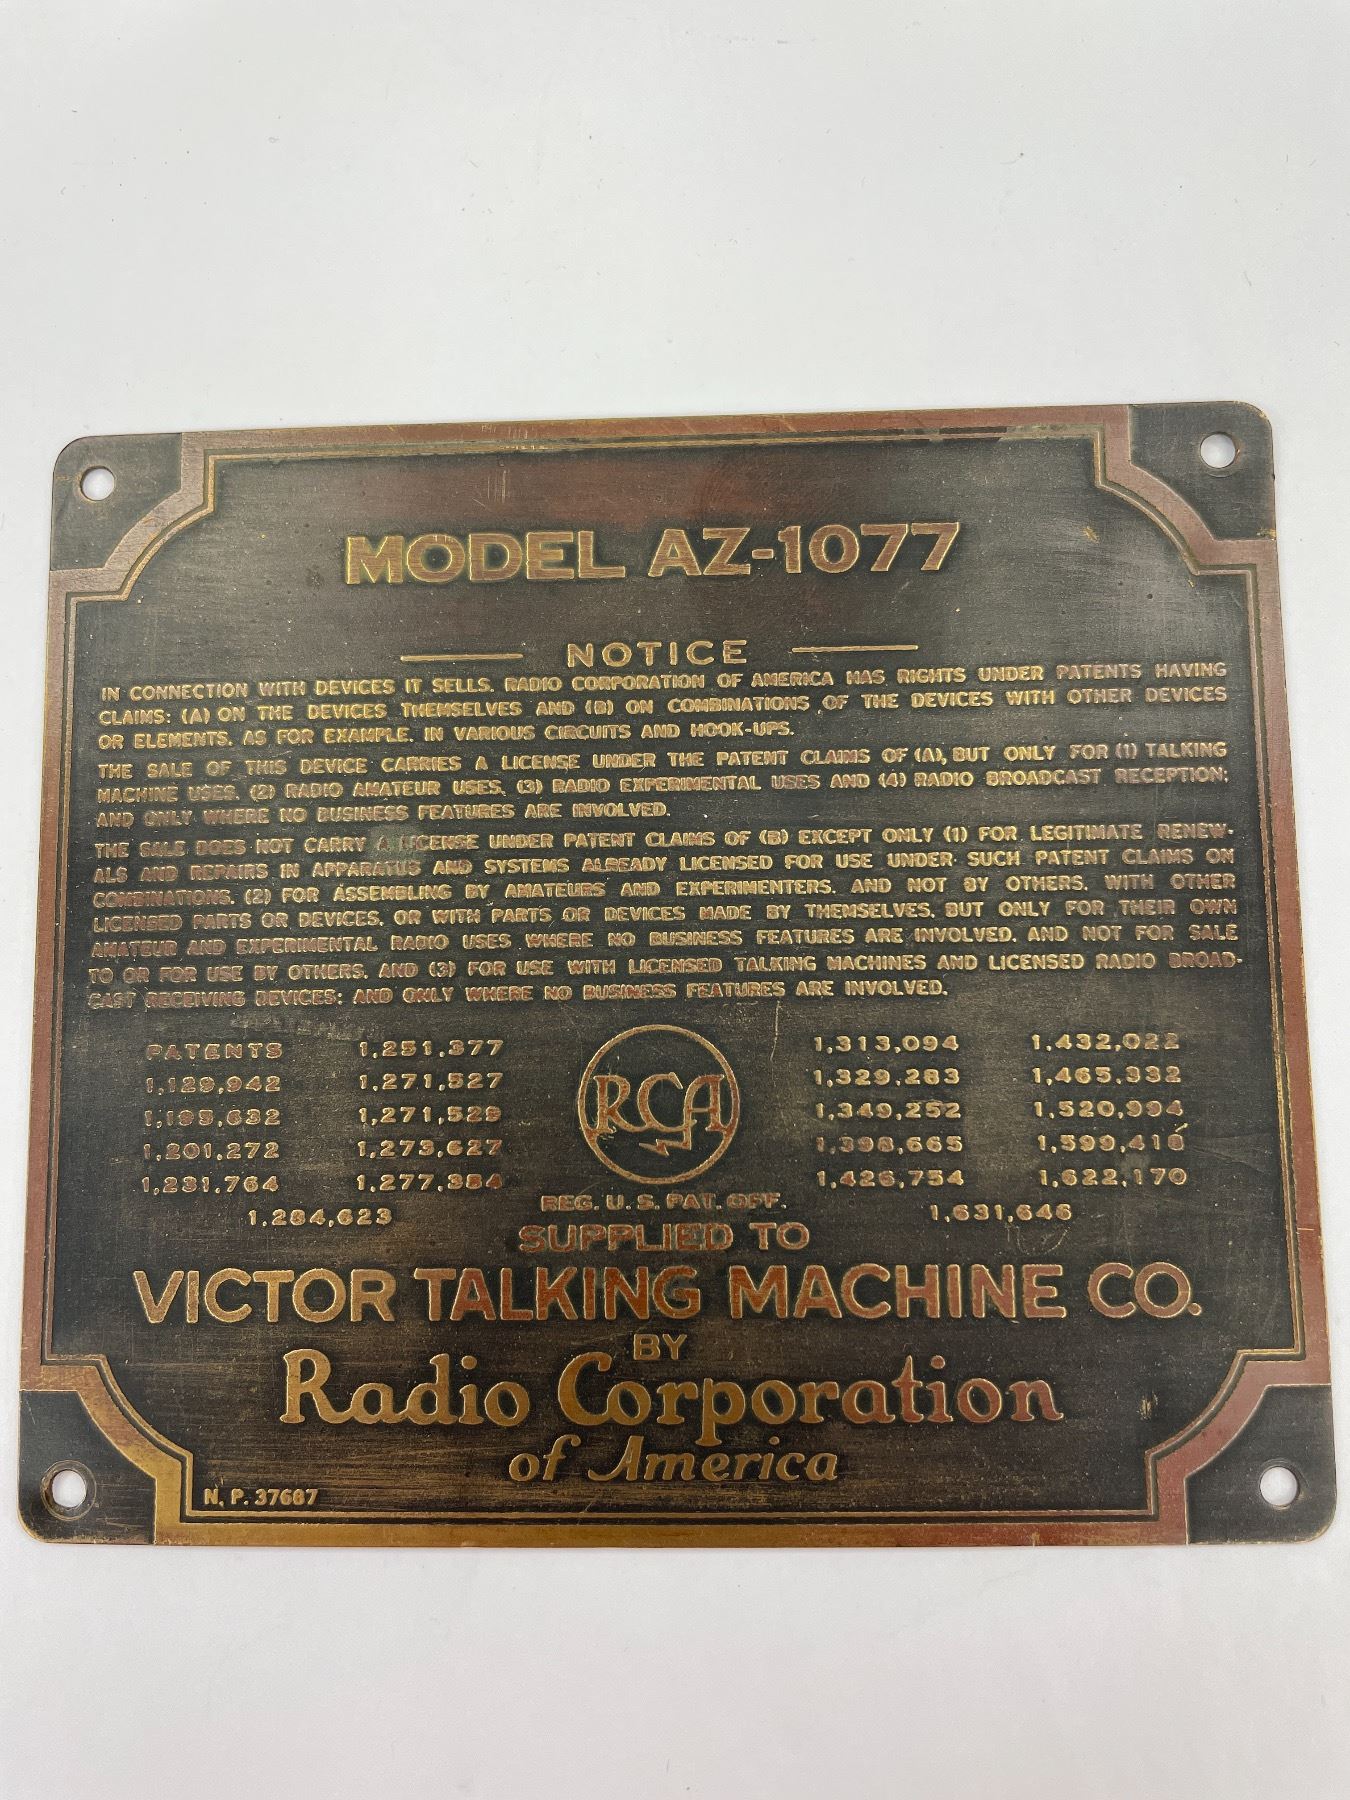 MODEL AZ-1077
NOTICE
IN CONNECTION WITH DEVICES IT SELLS, RADIO CORPORATION OF AMERICA HAS RIGHTS UNDER PATENTS HAVING
CLAIMS: (A) ON THE DEVICES THEMSELVES AND (B) ON COMBINATIONS OF THE DEVICES WITH OTHER DEVICES
OR ELEMENTS, AS FOR EXAMPLE, IN VARIOUS CIRCUITS AND HOOK-UPS.
THE SALE OF THIS DEVICE CARRIES A LICENSE UNDER THE PATENT CLAIMS OF (A), BUT ONLY FOR (1) TALKING
MACHINE USES, (2) RADIO AMATEUR USES, (3) RADIO EXPERIMENTAL USES AND (4) RADIO BROADCAST RECEPTION;
AND ONLY WHERE NO BUSINESS FEATURES ARE INVOLVED.
THE SALE DOES NOT CARRY A LICENSE UNDER PATENT CLAIMS OF (B) EXCEPT ONLY (1) FOR LEGITIMATE RENEW-
ALS AND REPAIRS IN APPARATUS AND SYSTEMS ALREADY LICENSED FOR USE UNDER SUCH PATENT CLAIMS ON
COMBINATIONS, (2) FOR ASSEMBLING BY AMATEURS AND EXPERIMENTERS, AND NOT BY OTHERS, WITH OTHER
LICENSED PARTS OR DEVICES, OR WITH PARTS OR DEVICES MADE BY THEMSELVES, BUT ONLY FOR THEIR OWN
AMATEUR AND EXPERIMENTAL RADIO USES WHERE NO BUSINESS FEATURES ARE INVOLVED, AND NOT FOR SALE
TO OR FOR USE BY OTHERS, AND (3) FOR USE WITH LICENSED TALKING MACHINES AND LICENSED RADIO BROAD-
CAST RECEIVING DEVICES; AND ONLY WHERE NO BUSINESS FEATURES ARE INVOLVED.
PATENTS 1,251,377 1,313,094 1,432,022
1,129,942 1,271,527 1,329,283 1,465,332
1,195,632 1,271,529 1,349,252 1,520,994
1,201,272 1,273,627 1,398,665 1,599,418
1,231,764 1,277,384 1,426,754 1,622,170
1,284,623 1,631,646
RCA
REG. U. S. PAT. OFF.
SUPPLIED TO
VICTOR TALKING MACHINE CO.
BY
Radio Corporation
of America
N. P. 37687